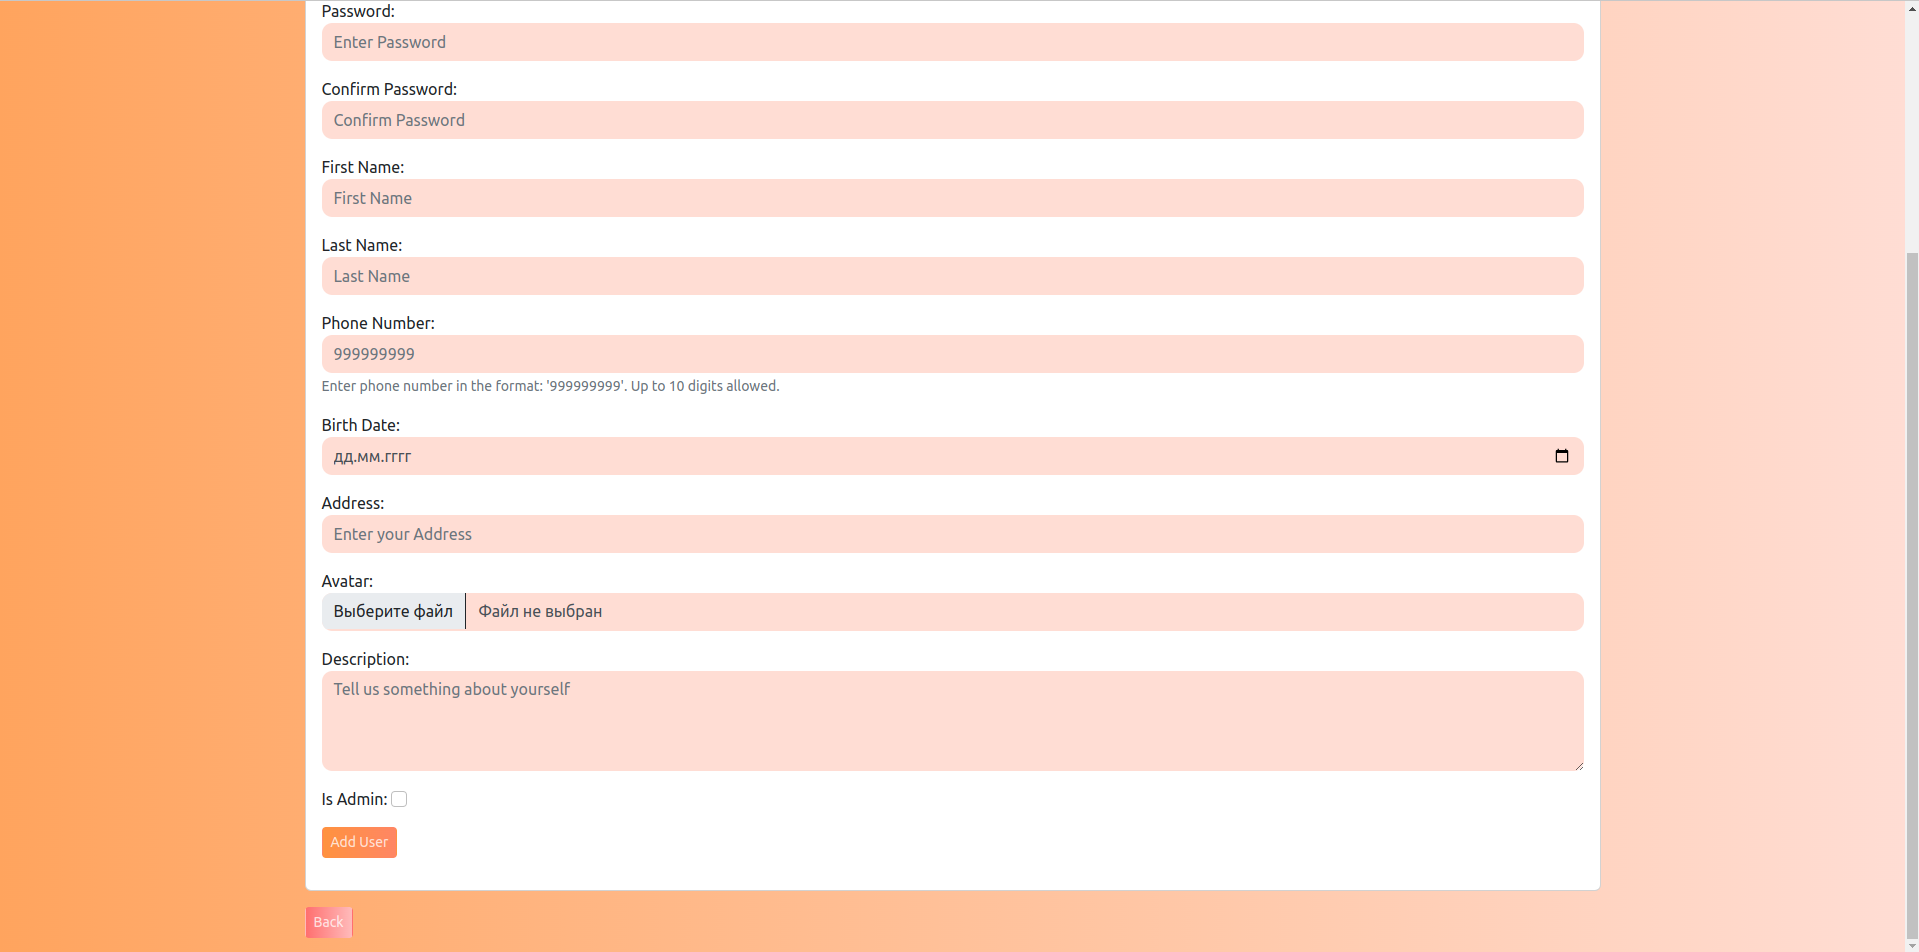 Password:
Enter Password
Confirm Password:
Confirm Password
First Name:
First Name
Last Name:
Last Name
Phone Number:
999999999
Enter phone number in the format: '999999999'. Up to 10 digits allowed.
Birth Date:
дд.мм.гггг
Address:
Enter your Address
Avatar:
Выберите файл Файл не выбран
Description:
Tell us something about yourself
Is Admin:
Add User
Back